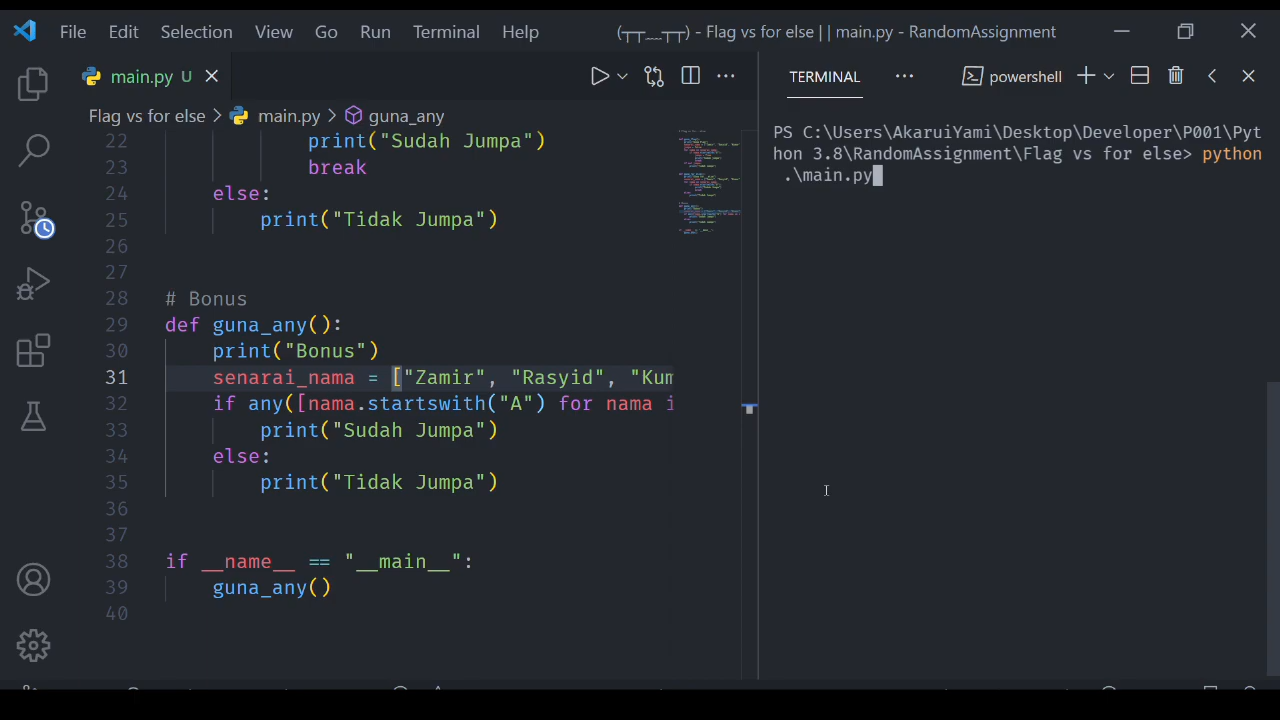 File Edit Selection View Go Run Terminal Help
(┬┬﹏┬┬) - Flag vs for else | | main.py - RandomAssignment
main.py U
Flag vs for else > main.py > guna_any
22 print("Sudah Jumpa")
23 break
24 else:
25 print("Tidak Jumpa")
26
27
28 # Bonus
29 def guna_any():
30 print("Bonus")
31 senarai_nama = ["Zamir", "Rasyid", "Kum
32 if any([nama.startswith("A") for nama i
33 print("Sudah Jumpa")
34 else:
35 print("Tidak Jumpa")
36
37
38 if __name__ == "__main__":
39 guna_any()
40
TERMINAL
powershell
PS C:\Users\AkaruiYami\Desktop\Developer\P001\Pyt
hon 3.8\RandomAssignment\Flag vs for else> python
.\main.py